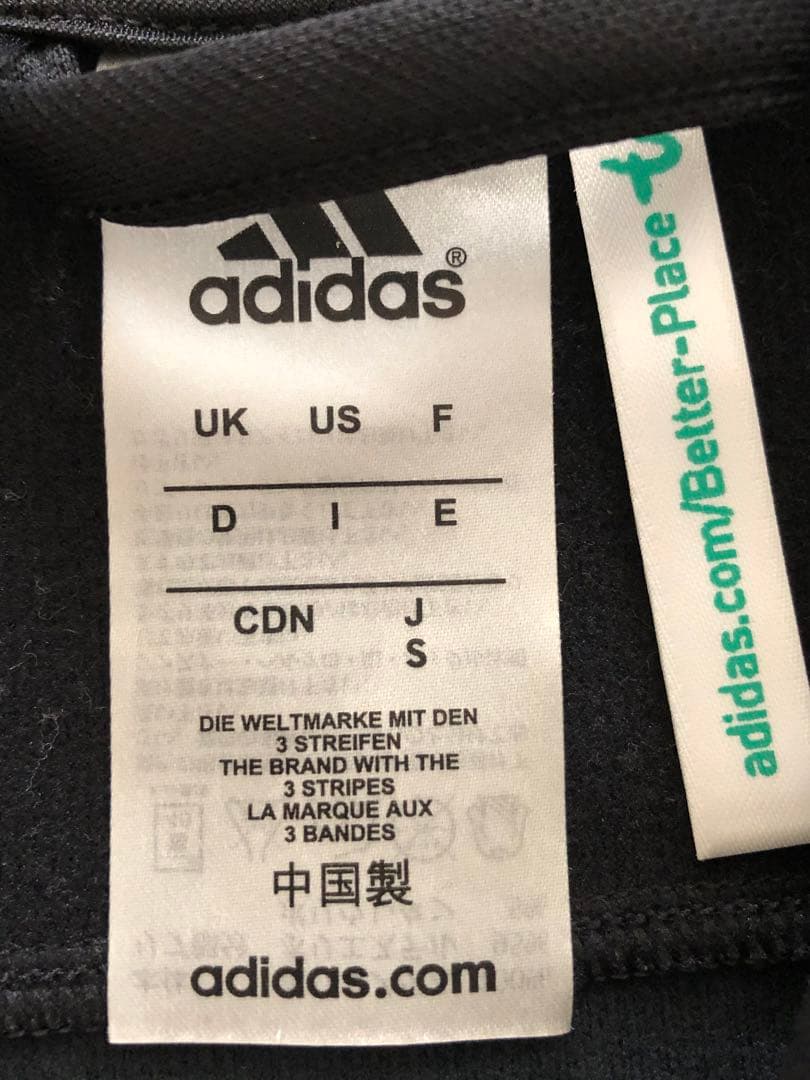 adidas®
UK US F
D I E
CDN J
S
DIE WELTMARKE MIT DEN
3 STREIFEN
THE BRAND WITH THE
3 STRIPES
LA MARQUE AUX
3 BANDES
中国製
adidas.com
adidas.com/Better-Place